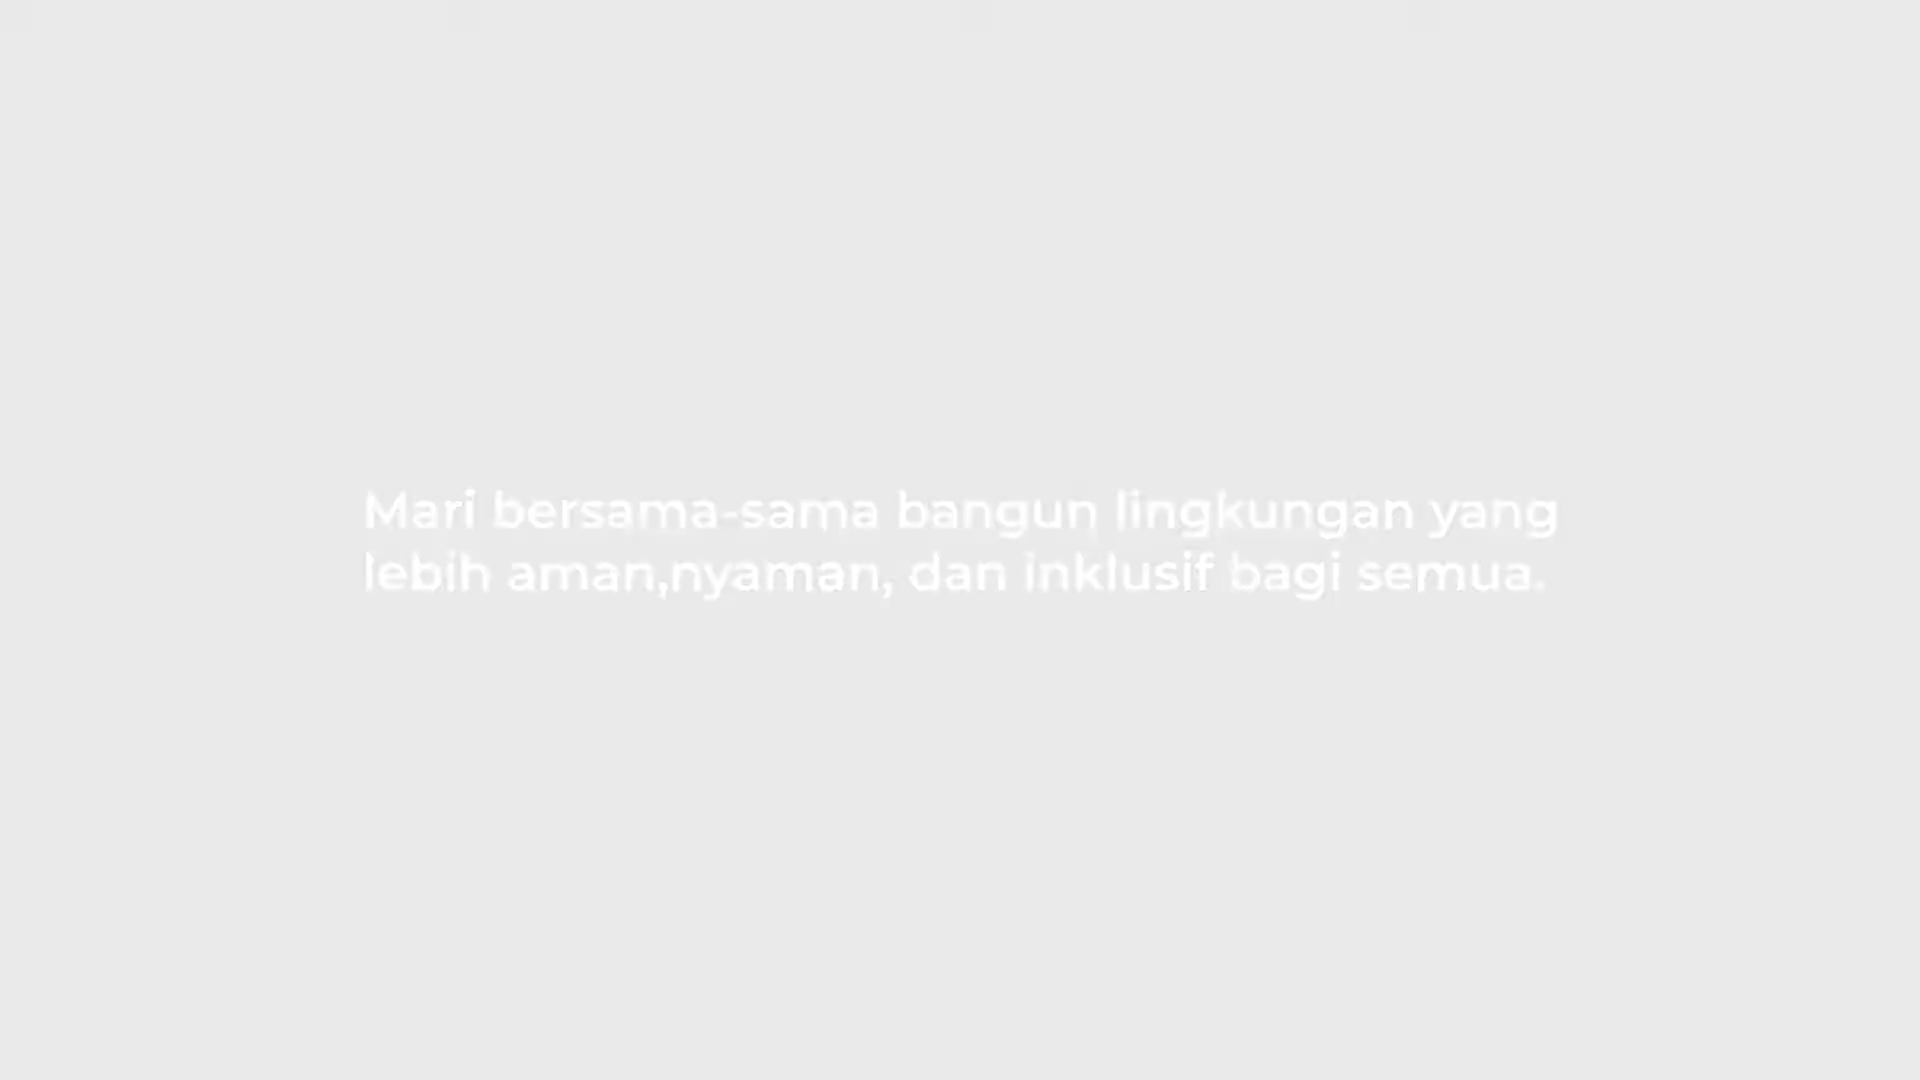 Mari bersama-sama bangun lingkungan yang
lebih aman,nyaman, dan inklusif bagi semua.